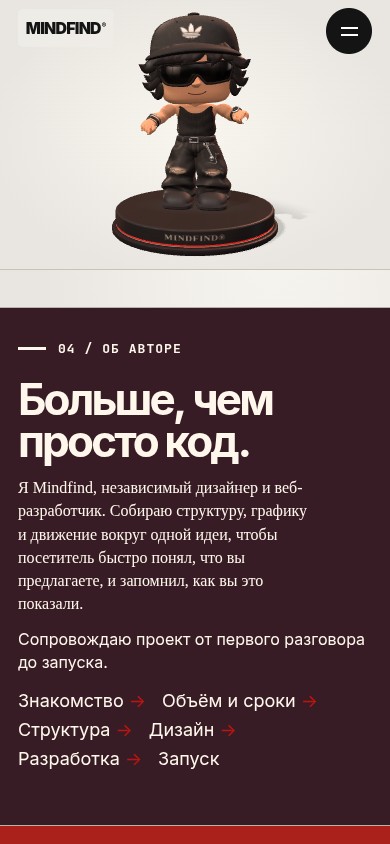 MINDFIND®
MINDFIND®
04 / ОБ АВТОРЕ
Больше, чем
просто код.
Я Mindfind, независимый дизайнер и веб-
разработчик. Собираю структуру, графику
и движение вокруг одной идеи, чтобы
посетитель быстро понял, что вы
предлагаете, и запомнил, как вы это
показали.
Сопровождаю проект от первого разговора
до запуска.
Знакомство → Объём и сроки →
Структура → Дизайн →
Разработка → Запуск